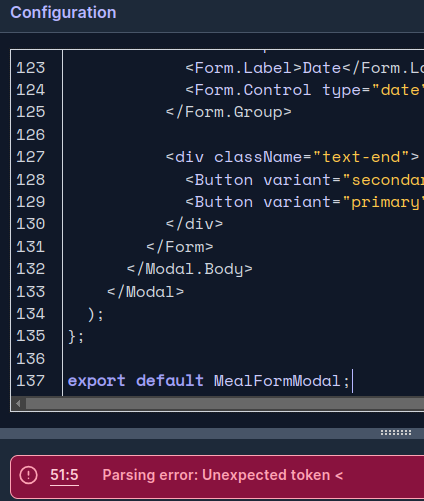 Configuration
123 <Form.Label>Date</Form.La
124 <Form.Control type="date"
125 </Form.Group>
126
127 <div className="text-end">
128 <Button variant="secondar
129 <Button variant="primary"
130 </div>
131 </Form>
132 </Modal.Body>
133 </Modal>
134 );
135 };
136
137 export default MealFormModal;
51:5 Parsing error: Unexpected token <